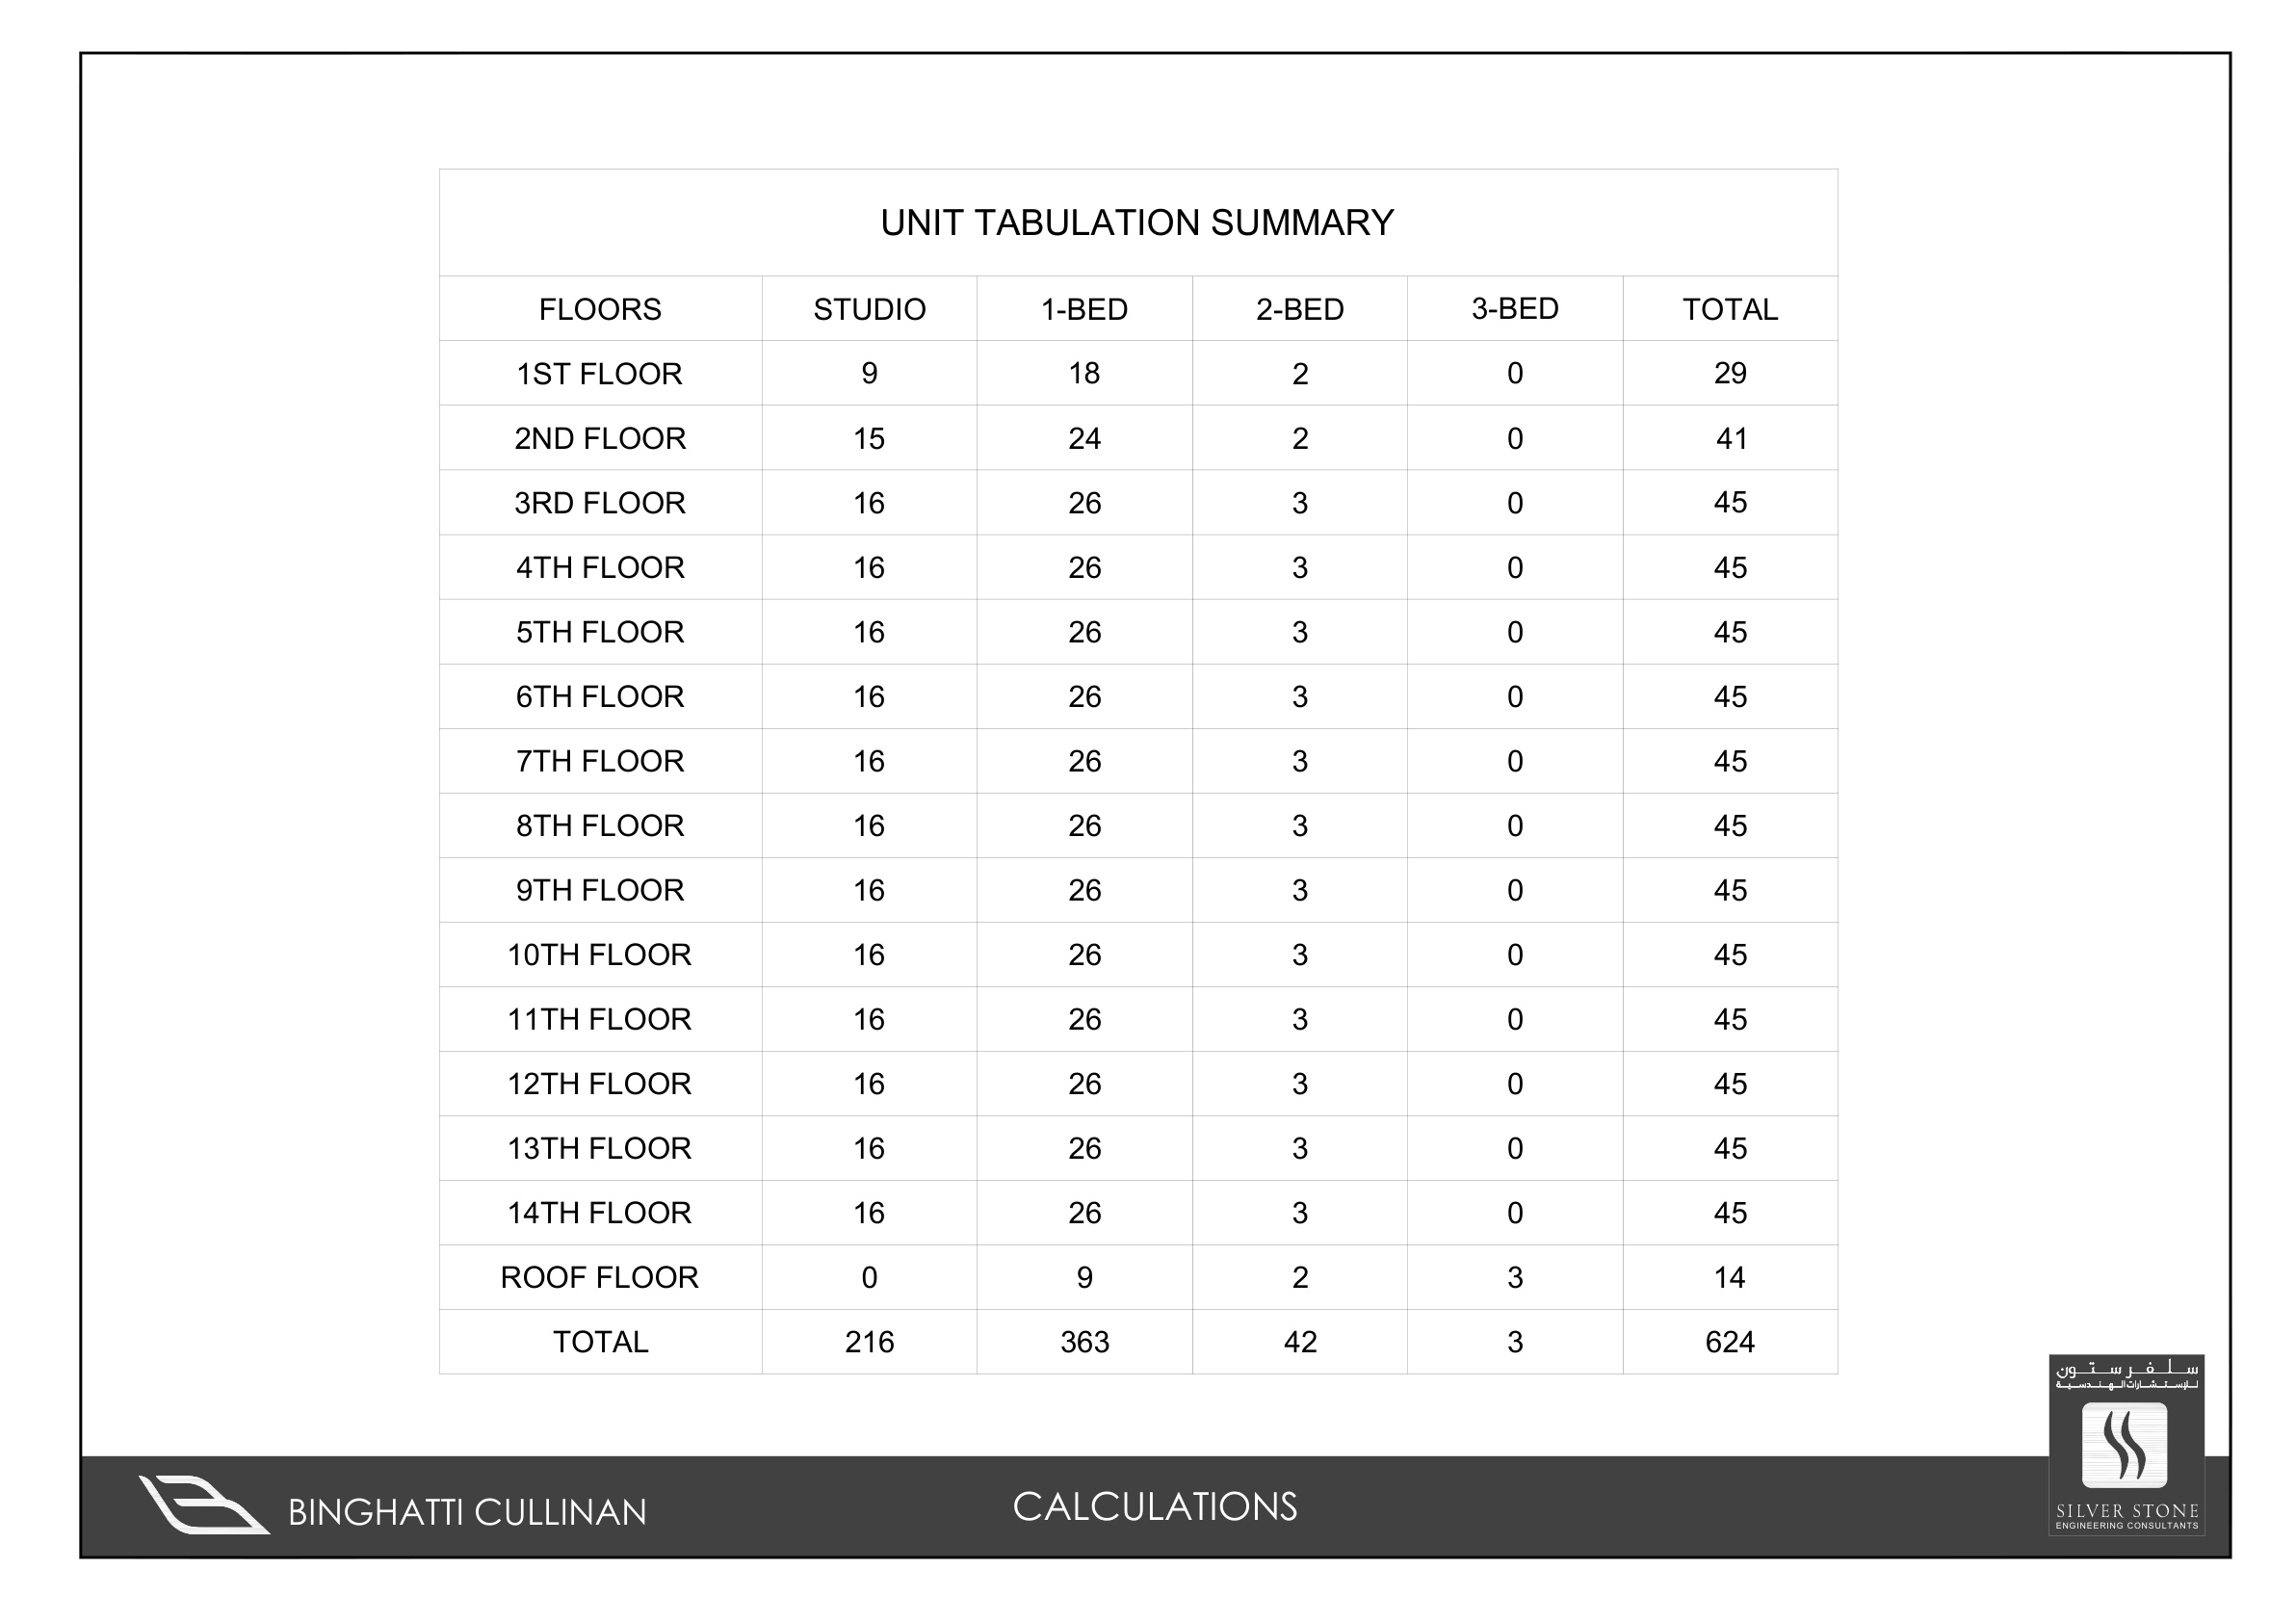 UNIT TABULATION SUMMARY
FLOORS STUDIO 1-BED 2-BED 3-BED TOTAL
1ST FLOOR 9 18 2 0 29
2ND FLOOR 15 24 2 0 41
3RD FLOOR 16 26 3 0 45
4TH FLOOR 16 26 3 0 45
5TH FLOOR 16 26 3 0 45
6TH FLOOR 16 26 3 0 45
7TH FLOOR 16 26 3 0 45
8TH FLOOR 16 26 3 0 45
9TH FLOOR 16 26 3 0 45
10TH FLOOR 16 26 3 0 45
11TH FLOOR 16 26 3 0 45
12TH FLOOR 16 26 3 0 45
13TH FLOOR 16 26 3 0 45
14TH FLOOR 16 26 3 0 45
ROOF FLOOR 0 9 2 3 14
TOTAL 216 363 42 3 624
سلفر ستون
للإستشارات الهندسية
SILVER STONE
ENGINEERING CONSULTANTS
BINGHATTI CULLINAN
CALCULATIONS